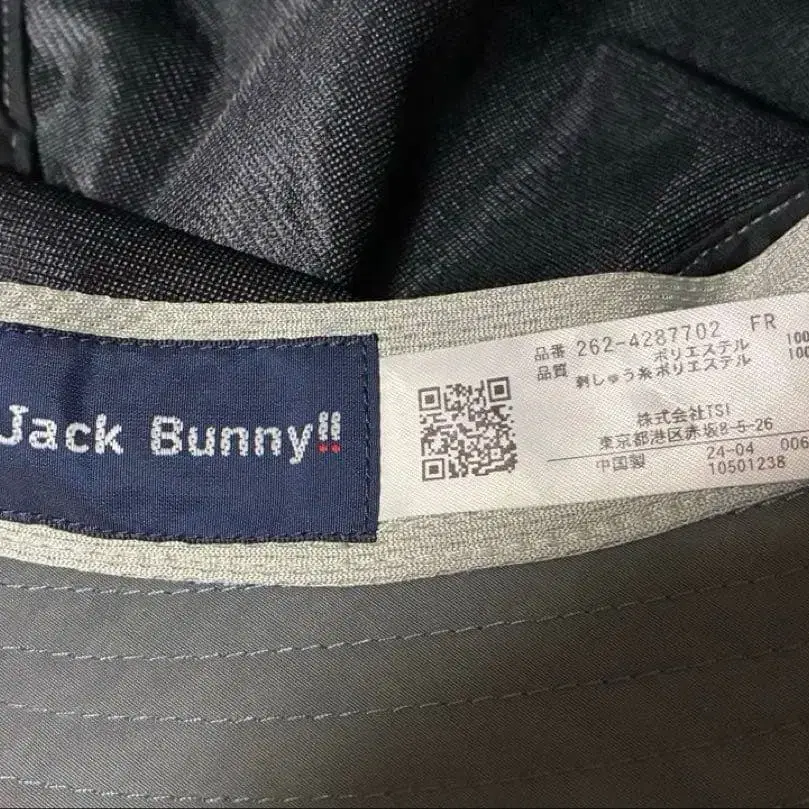 Jack Bunny!!
品番 262-4287702 FR
品質 ポリエステル 100
刺しゅう糸 ポリエステル 100
株式会社TSI
東京都港区赤坂8-5-26
中国製 24-04 006
10501238